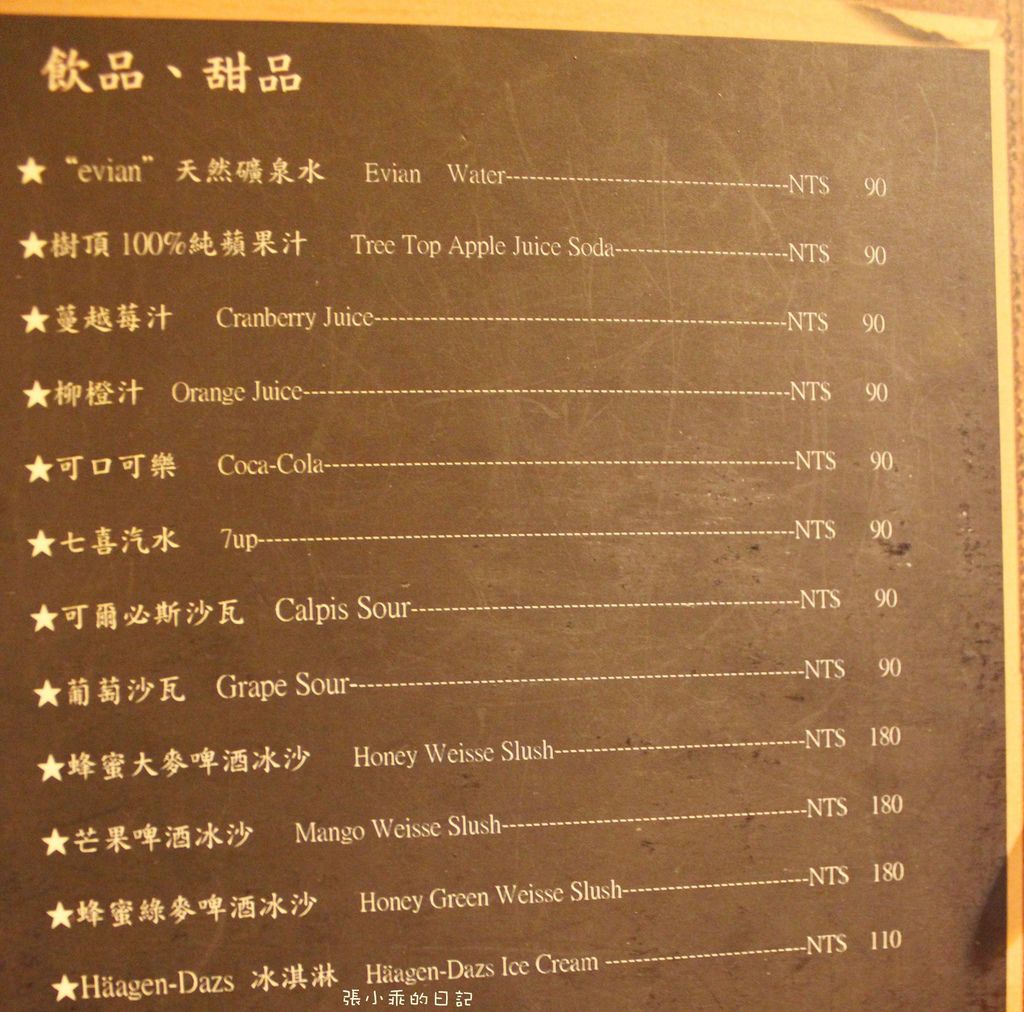 飲品、甜品
★“evian”天然礦泉水 Evian Water------------------------------------NT$ 90
★樹頂100%純蘋果汁 Tree Top Apple Juice Soda----------------------NT$ 90
★蔓越莓汁 Cranberry Juice----------------------------------------------------NT$ 90
★柳橙汁 Orange Juice--------------------------------------------------------------NT$ 90
★可口可樂 Coca-Cola------------------------------------------------------------NT$ 90
★七喜汽水 7up--------------------------------------------------------------------NT$ 90
★可爾必斯沙瓦 Calpis Sour-------------------------------------------------NT$ 90
★葡萄沙瓦 Grape Sour---------------------------------------------------------NT$ 90
★蜂蜜大麥啤酒冰沙 Honey Weisse Slush--------------------------------NT$ 180
★芒果啤酒冰沙 Mango Weisse Slush---------------------------------------NT$ 180
★蜂蜜綠麥啤酒冰沙 Honey Green Weisse Slush------------------------NT$ 180
★Häagen-Dazs 冰淇淋 Häagen-Dazs Ice Cream --------------------------NT$ 110
張小乖的日記